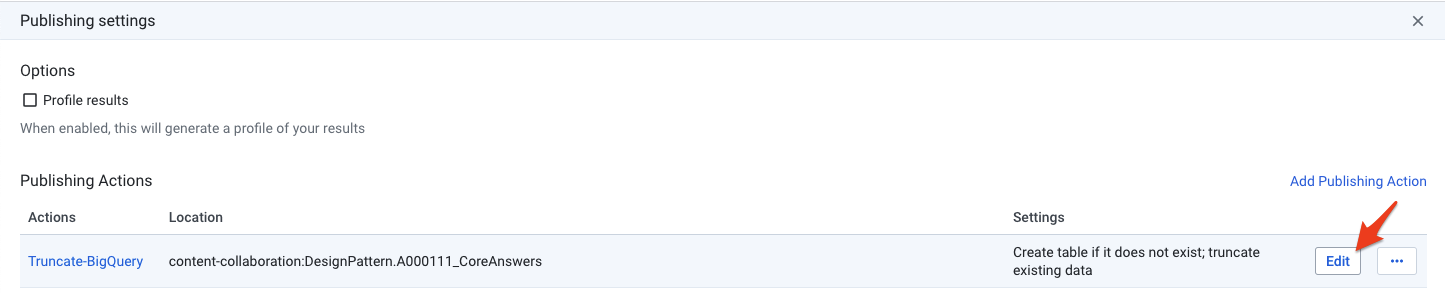 Publishing settings
Options
Profile results
When enabled, this will generate a profile of your results
Publishing Actions
Add Publishing Action
Actions Location Settings
Truncate-BigQuery content-collaboration:DesignPattern.A000111_CoreAnswers Create table if it does not exist; truncate
existing data
Edit